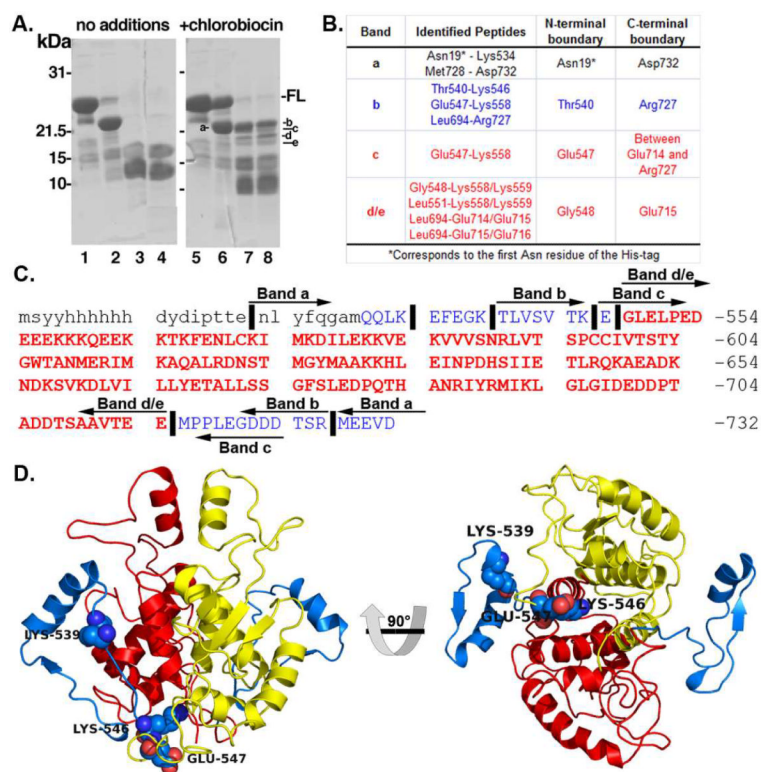 A.
no additions
+chlorobiocin
kDa
31-
21.5-
15-
10-
-FL
a-
b
c
d
e
1 2 3 4
5 6 7 8
B.
Band Identified Peptides N-terminal boundary C-terminal boundary
a Asn19* - Lys534 Asn19* Asp732
Met728 - Asp732
b Thr540-Lys546 Thr540 Arg727
Glu547-Lys558
Leu694-Arg727
c Glu547-Lys558 Glu547 Between Glu714 and Arg727
d/e Gly548-Lys558/Lys559 Gly548 Glu715
Leu551-Lys558/Lys559
Leu694-Glu714/Glu715
Leu694-Glu715/Glu716
*Corresponds to the first Asn residue of the His-tag
C.
Band a Band b Band d/e
Band c
msyyhhhhhh dydiptte nl yfqgamQQLK EFEGK TLVSVT K E GLELPED -554
EEEKKKQEEK KTKFENLCKI MKDILEKKVE KVVVSNRLVT SPCCIVTSTY -604
GWTANMERIM KAQALRDNST MGYMAAKKHL EINPDHSIIE TLRQKAEADK -654
NDKSVKDLVI LLYETALLSS GFSLEDPQTH ANRIYRMIKL GLGIDEDDPT -704
Band d/e Band b Band a
ADDTSAAVTEE E MPPLEGDDD TSR MEEVD -732
Band c
D.
LYS-539
LYS-546
GLU-547
90°
LYS-539
GLU-547
LYS-546